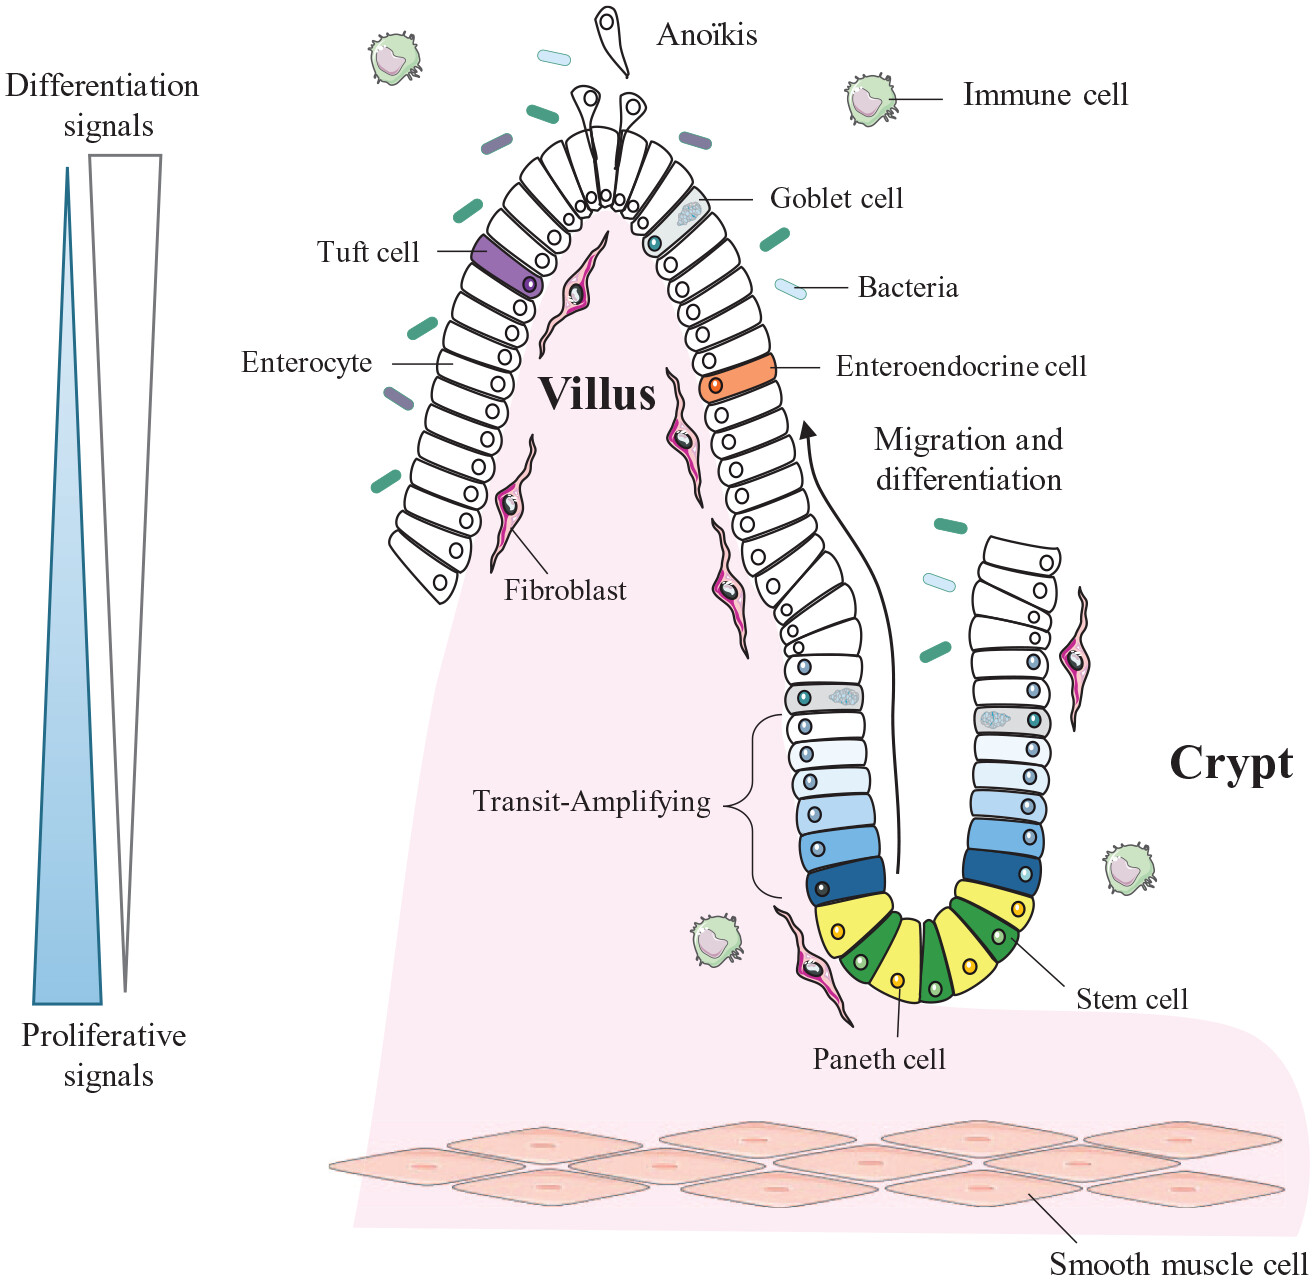 Anoïkis
Differentiation
signals
Immune cell
Goblet cell
Tuft cell
Bacteria
Enterocyte
Enteroendocrine cell
Villus
Migration and
differentiation
Fibroblast
Crypt
Transit-Amplifying
Stem cell
Proliferative
signals
Paneth cell
Smooth muscle cell